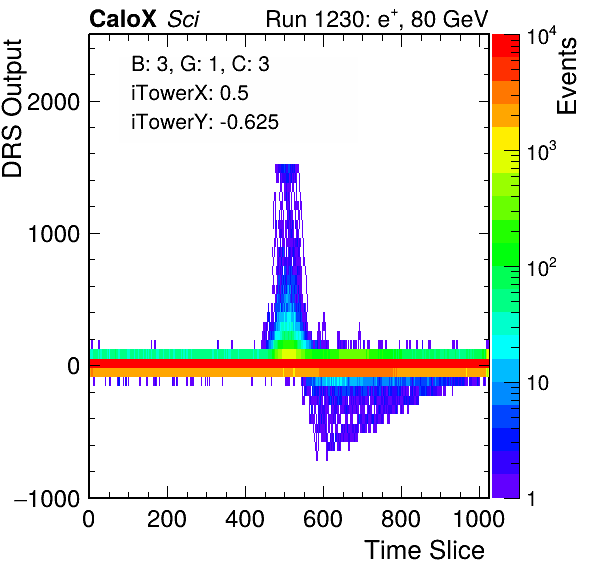 CaloX Sci
Run 1230: e⁺, 80 GeV
B: 3, G: 1, C: 3
iTowerX: 0.5
iTowerY: -0.625
DRS Output
2000
1000
0
−1000
0 200 400 600 800 1000
Time Slice
Events
10⁴
10³
10²
10
1